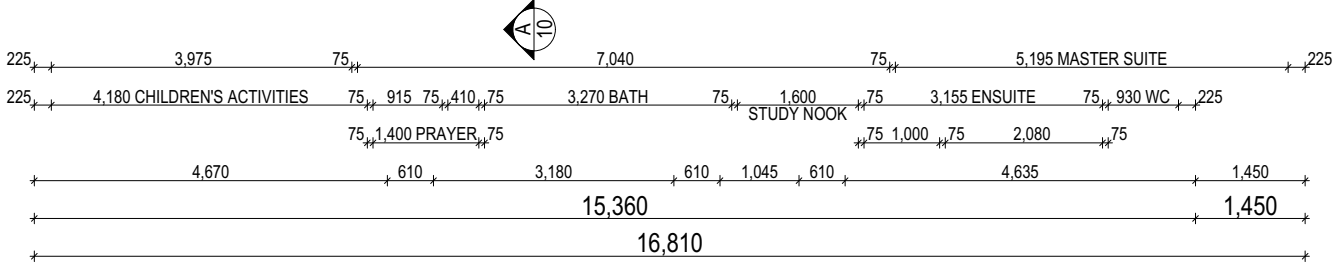 A
10
225 3,975 75 7,040 75 5,195 MASTER SUITE 225
225 4,180 CHILDREN'S ACTIVITIES 75 915 75 410 75 3,270 BATH 75 1,600 75 3,155 ENSUITE 75 930 WC 225
STUDY NOOK
75 1,400 PRAYER 75 75 1,000 75 2,080 75
4,670 610 3,180 610 1,045 610 4,635 1,450
15,360 1,450
16,810